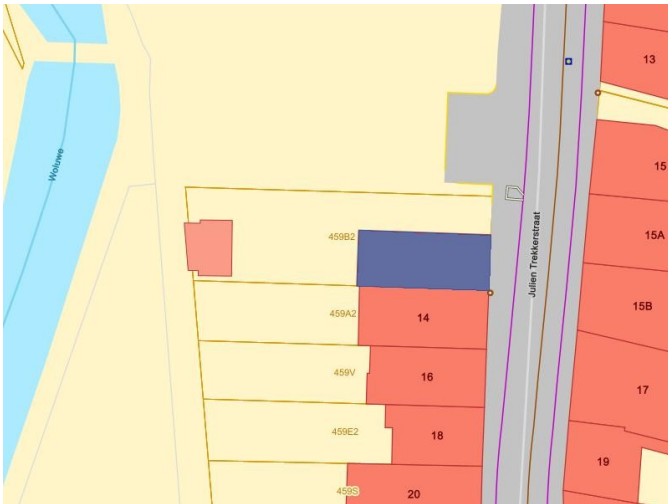 13
Woluwe
15
Julien Trekkerstraat
459B2
15A
459A2
14
15B
459V
16
17
459E2
18
19
459S
20